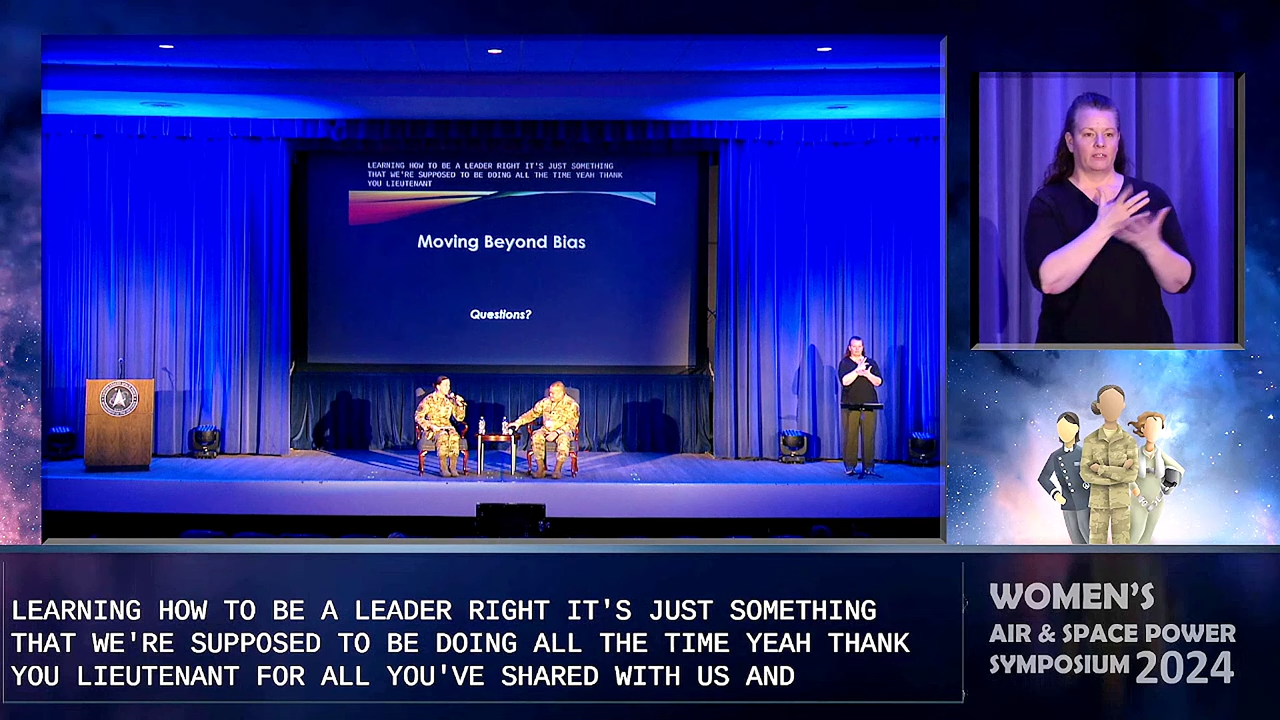 LEARNING HOW TO BE A LEADER RIGHT IT'S JUST SOMETHING
THAT WE'RE SUPPOSED TO BE DOING ALL THE TIME YEAH THANK
YOU LIEUTENANT
Moving Beyond Bias
Questions?
LEARNING HOW TO BE A LEADER RIGHT IT'S JUST SOMETHING
THAT WE'RE SUPPOSED TO BE DOING ALL THE TIME YEAH THANK
YOU LIEUTENANT FOR ALL YOU'VE SHARED WITH US AND
WOMEN'S
AIR & SPACE POWER
SYMPOSIUM 2024